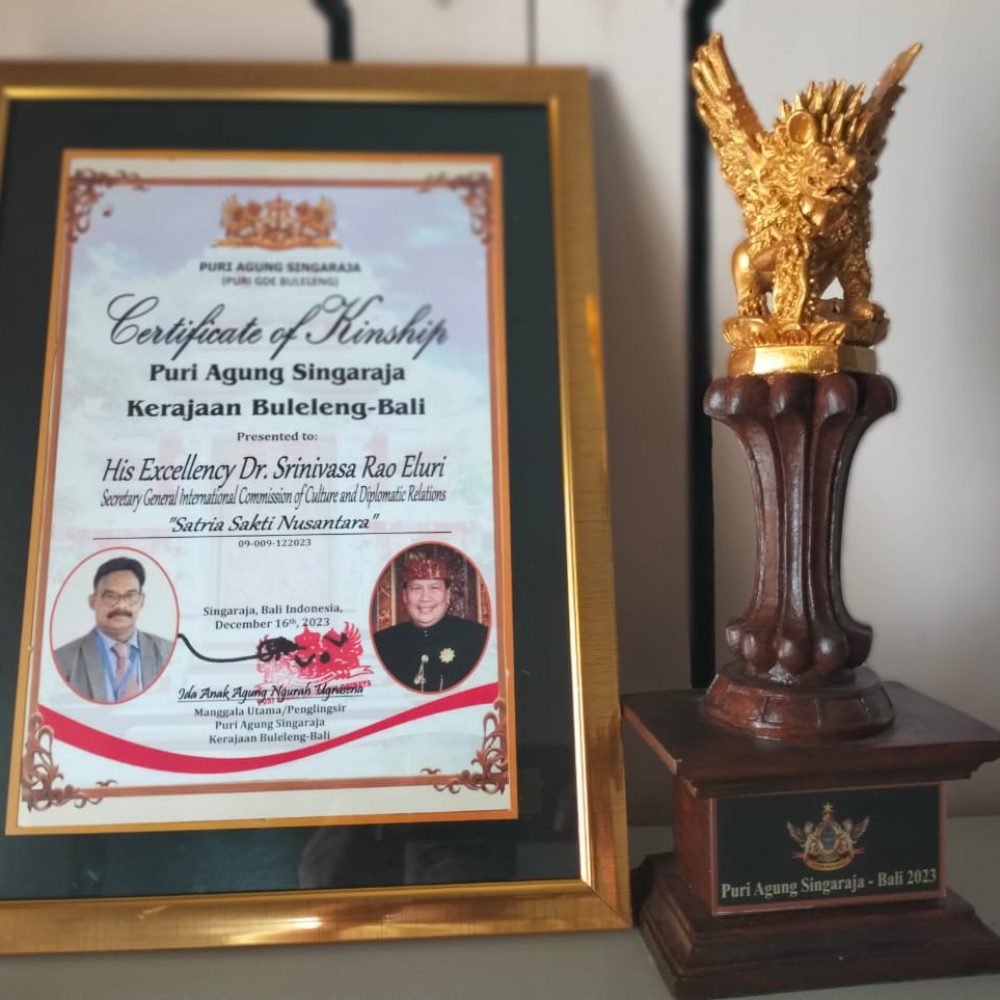 PURI AGUNG SINGARAJA
(PURI GDE BULELENG)
Certificate of Kinship
Puri Agung Singaraja
Kerajaan Buleleng-Bali
Presented to:
His Excellency Dr. Srinivasa Rao Eluri
Secretary General International Commission of Culture and Diplomatic Relations
"Satria Sakti Nusantara"
09-009-122023
Singaraja, Bali Indonesia,
December 16th, 2023
Ida Anak Agung Ngurah Ugrasena
Manggala Utama/Penglingsir
Puri Agung Singaraja
Kerajaan Buleleng-Bali
Puri Agung Singaraja - Bali 2023